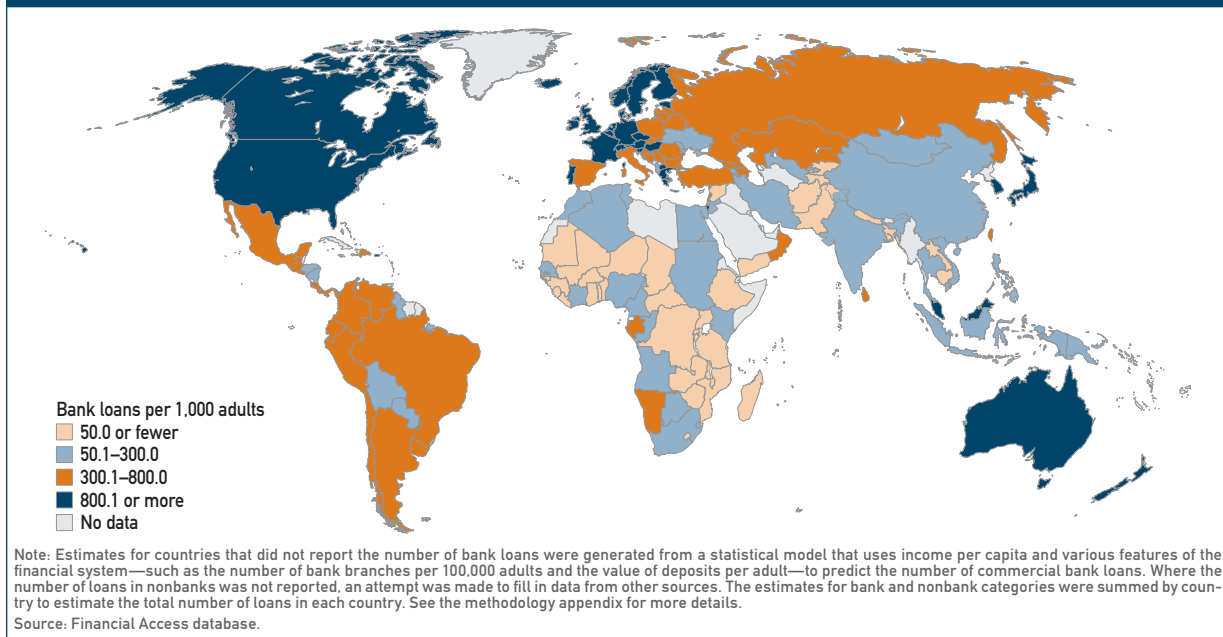 Bank loans per 1,000 adults
50.0 or fewer
50.1–300.0
300.1–800.0
800.1 or more
No data
Note: Estimates for countries that did not report the number of bank loans were generated from a statistical model that uses income per capita and various features of the
financial system—such as the number of bank branches per 100,000 adults and the value of deposits per adult—to predict the number of commercial bank loans. Where the
number of loans in nonbanks was not reported, an attempt was made to fill in data from other sources. The estimates for bank and nonbank categories were summed by coun-
try to estimate the total number of loans in each country. See the methodology appendix for more details.
Source: Financial Access database.